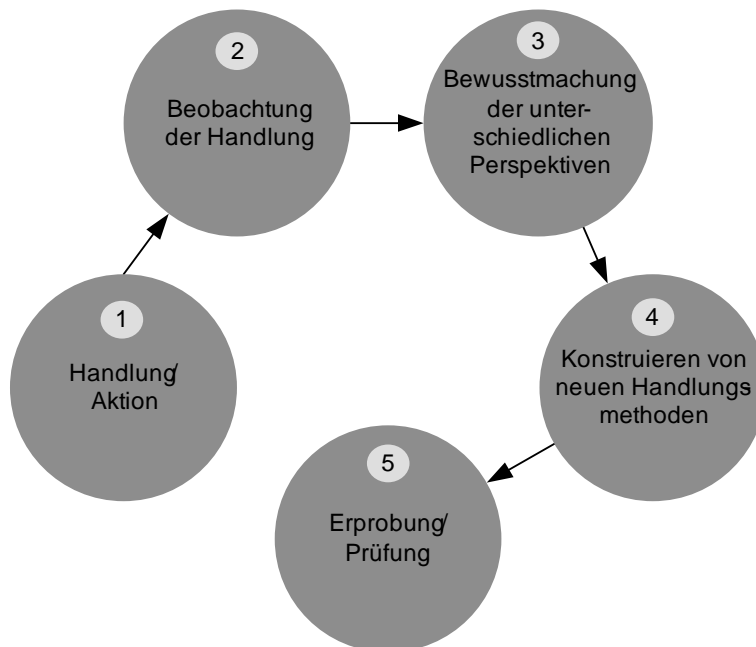 1
Handlung/
Aktion
2
Beobachtung
der Handlung
3
Bewusstmachung
der unter-
schiedlichen
Perspektiven
4
Konstruieren von
neuen Handlungs-
methoden
5
Erprobung/
Prüfung